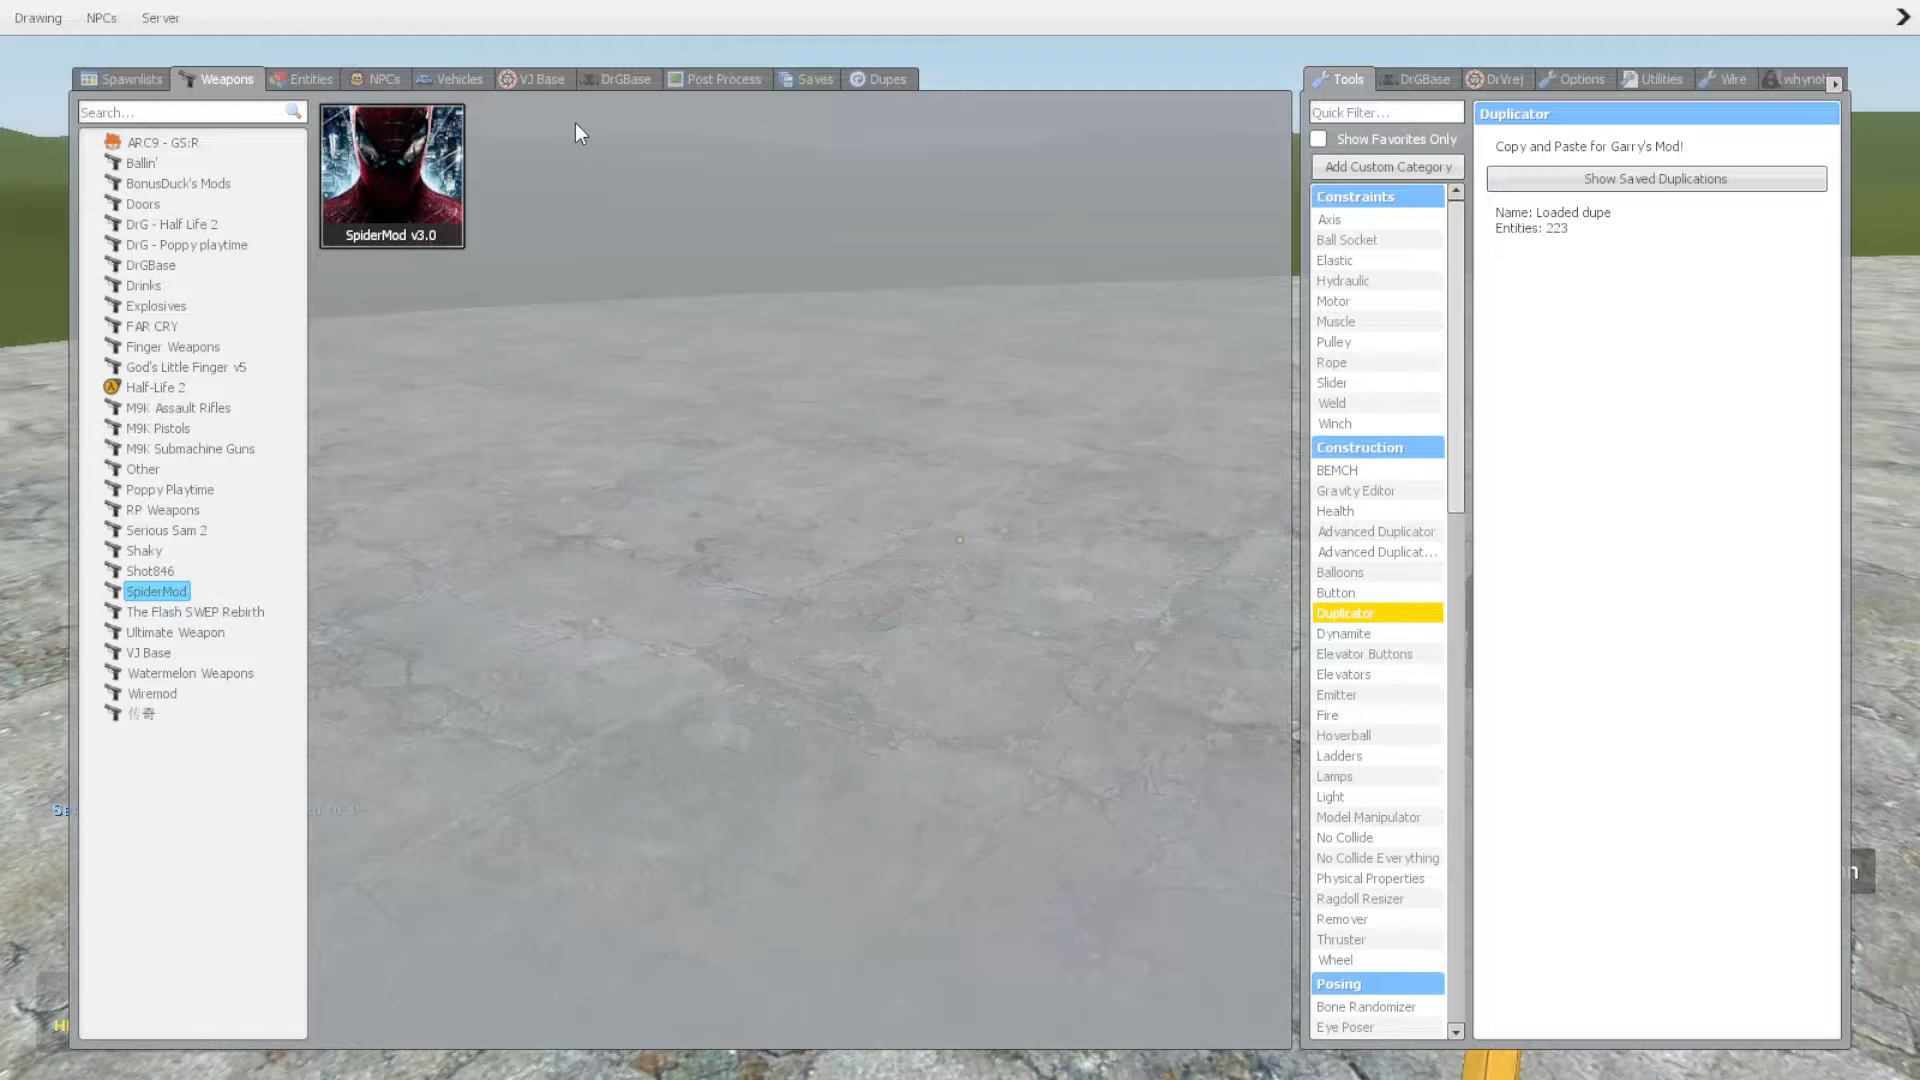 Drawing NPCs Server
Spawnlists Weapons Entities NPCs Vehicles VJ Base DrGBase Post Process Saves Dupes
Search...
ARC9 - GS:R
Ballin'
BonusDuck's Mods
Doors
DrG - Half Life 2
DrG - Poppy playtime
DrGBase
Drinks
Explosives
FAR CRY
Finger Weapons
God's Little Finger v5
Half-Life 2
M9K Assault Rifles
M9K Pistols
M9K Submachine Guns
Other
Poppy Playtime
RP Weapons
Serious Sam 2
Shaky
Shot846
SpiderMod
The Flash SWEP Rebirth
Ultimate Weapon
VJ Base
Watermelon Weapons
Wiremod
传奇
SpiderMod v3.0
Tools DrGBase DrVrej Options Utilities Wire whynot
Quick Filter...
Show Favorites Only
Add Custom Category
Constraints
Axis
Ball Socket
Elastic
Hydraulic
Motor
Muscle
Pulley
Rope
Slider
Weld
Winch
Construction
BEMCH
Gravity Editor
Health
Advanced Duplicator
Advanced Duplicat...
Balloons
Button
Duplicator
Dynamite
Elevator Buttons
Elevators
Emitter
Fire
Hoverball
Ladders
Lamps
Light
Model Manipulator
No Collide
No Collide Everything
Physical Properties
Ragdoll Resizer
Remover
Thruster
Wheel
Posing
Bone Randomizer
Eye Poser
Duplicator
Copy and Paste for Garry's Mod!
Show Saved Duplications
Name: Loaded dupe
Entities: 223